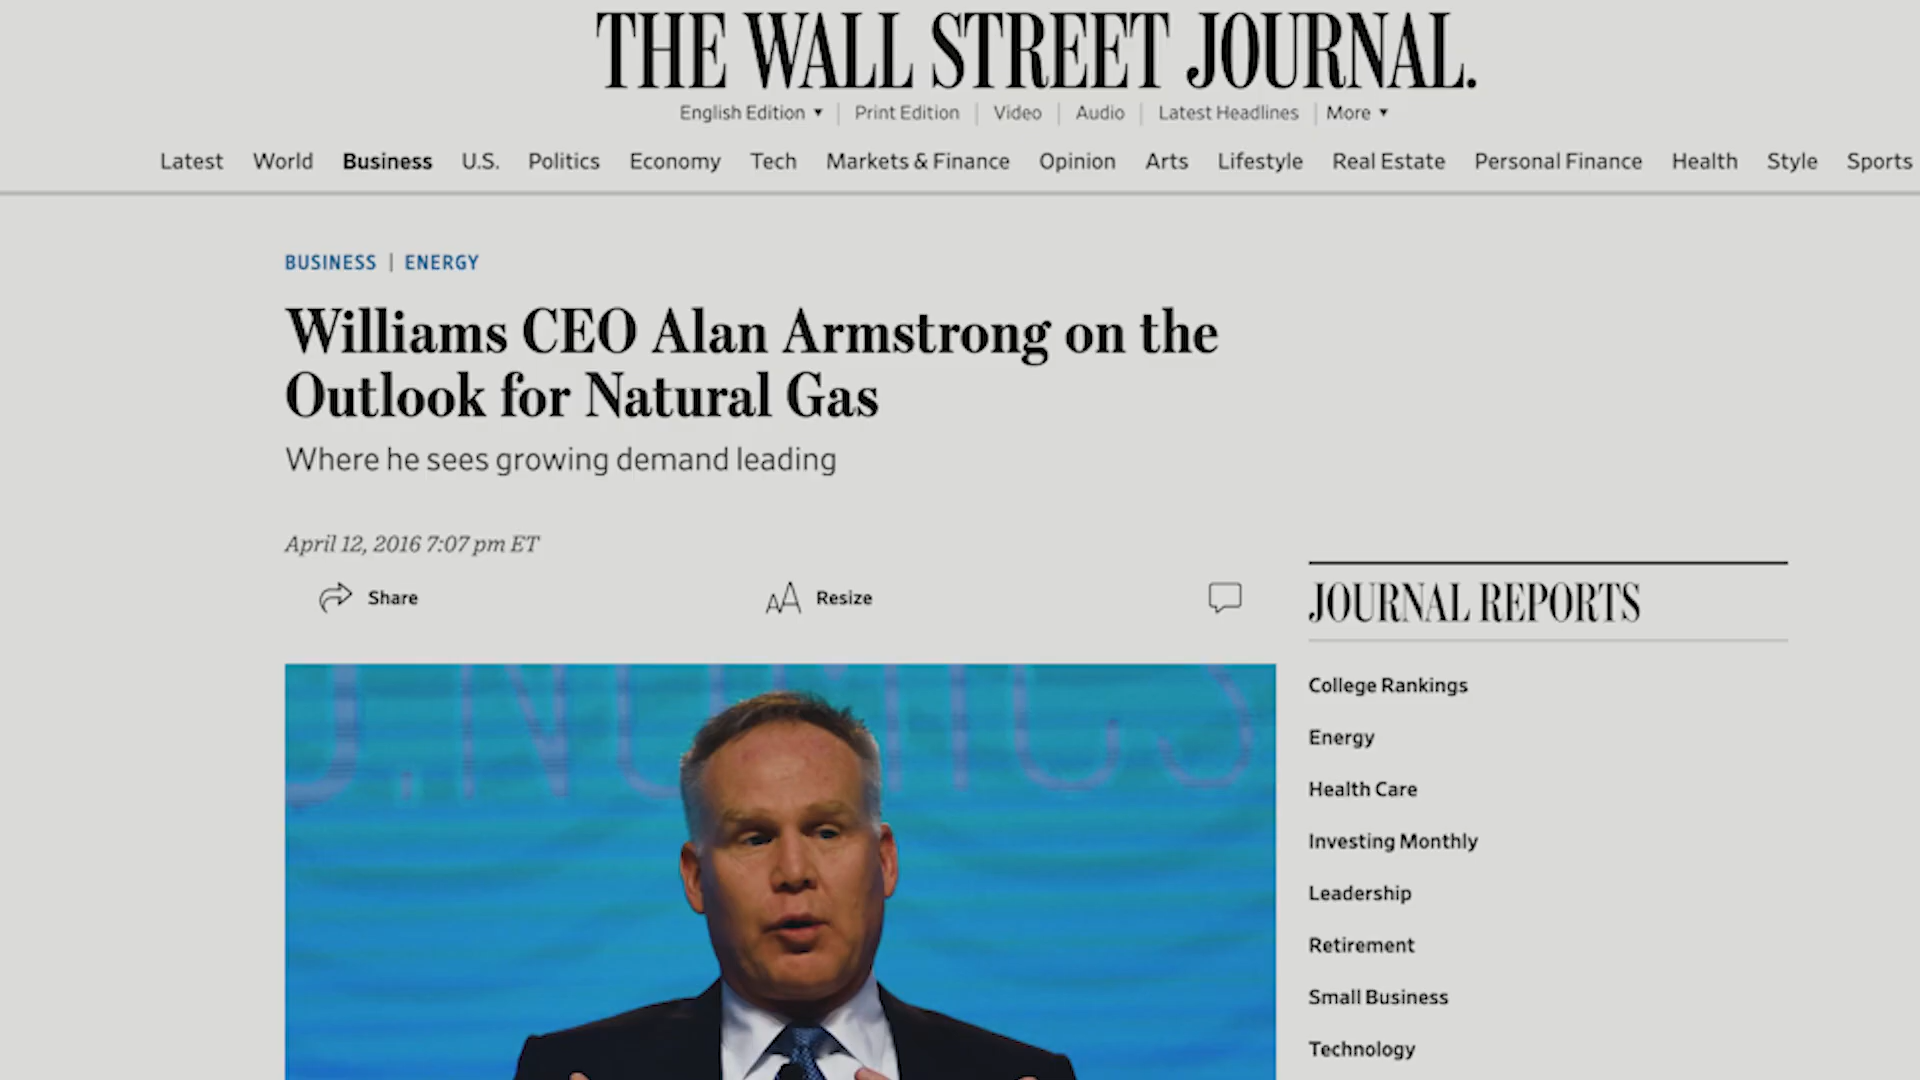 THE WALL STREET JOURNAL.
English Edition ▼ | Print Edition | Video | Audio | Latest Headlines | More ▼
Latest World Business U.S. Politics Economy Tech Markets & Finance Opinion Arts Lifestyle Real Estate Personal Finance Health Style Sports
BUSINESS | ENERGY
Williams CEO Alan Armstrong on the
Outlook for Natural Gas
Where he sees growing demand leading
April 12, 2016 7:07 pm ET
Share
AA Resize
JOURNAL REPORTS
College Rankings
Energy
Health Care
Investing Monthly
Leadership
Retirement
Small Business
Technology